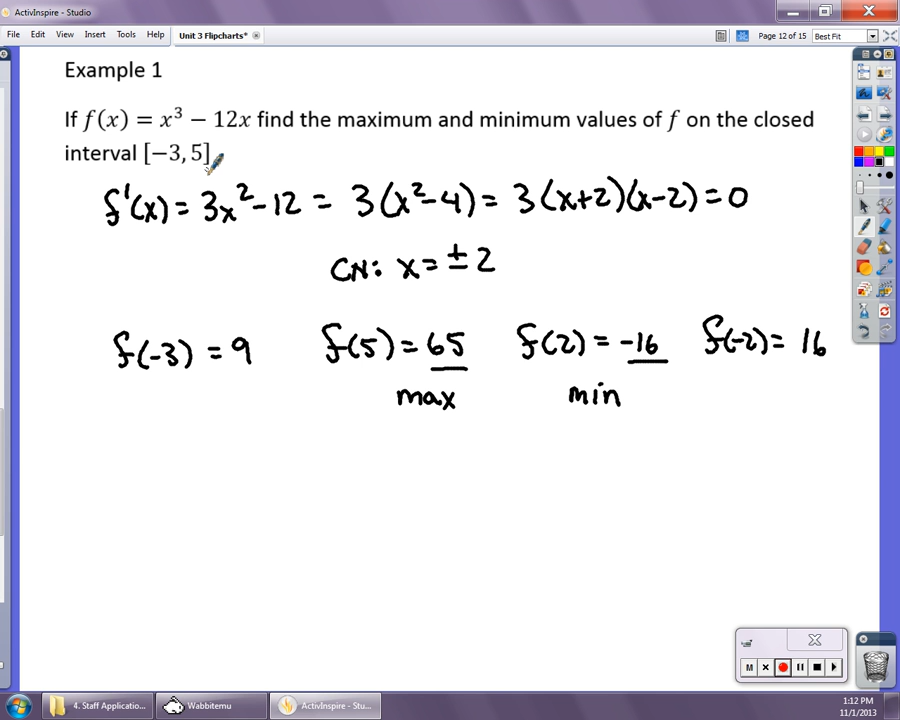 ActivInspire - Studio
File Edit View Insert Tools Help Unit 3 Flipcharts* Page 12 of 15 Best Fit
Example 1
If f(x) = x³ − 12x find the maximum and minimum values of f on the closed
interval [−3, 5]
f'(x) = 3x² - 12 = 3(x² - 4) = 3(x+2)(x-2) = 0
CN: x = ± 2
f(-3) = 9 f(5) = 65 f(2) = -16 f(-2) = 16
max min
M
4. Staff Applicatio... Wabbitemu ActivInspire - Stu...
1:12 PM
11/1/2013